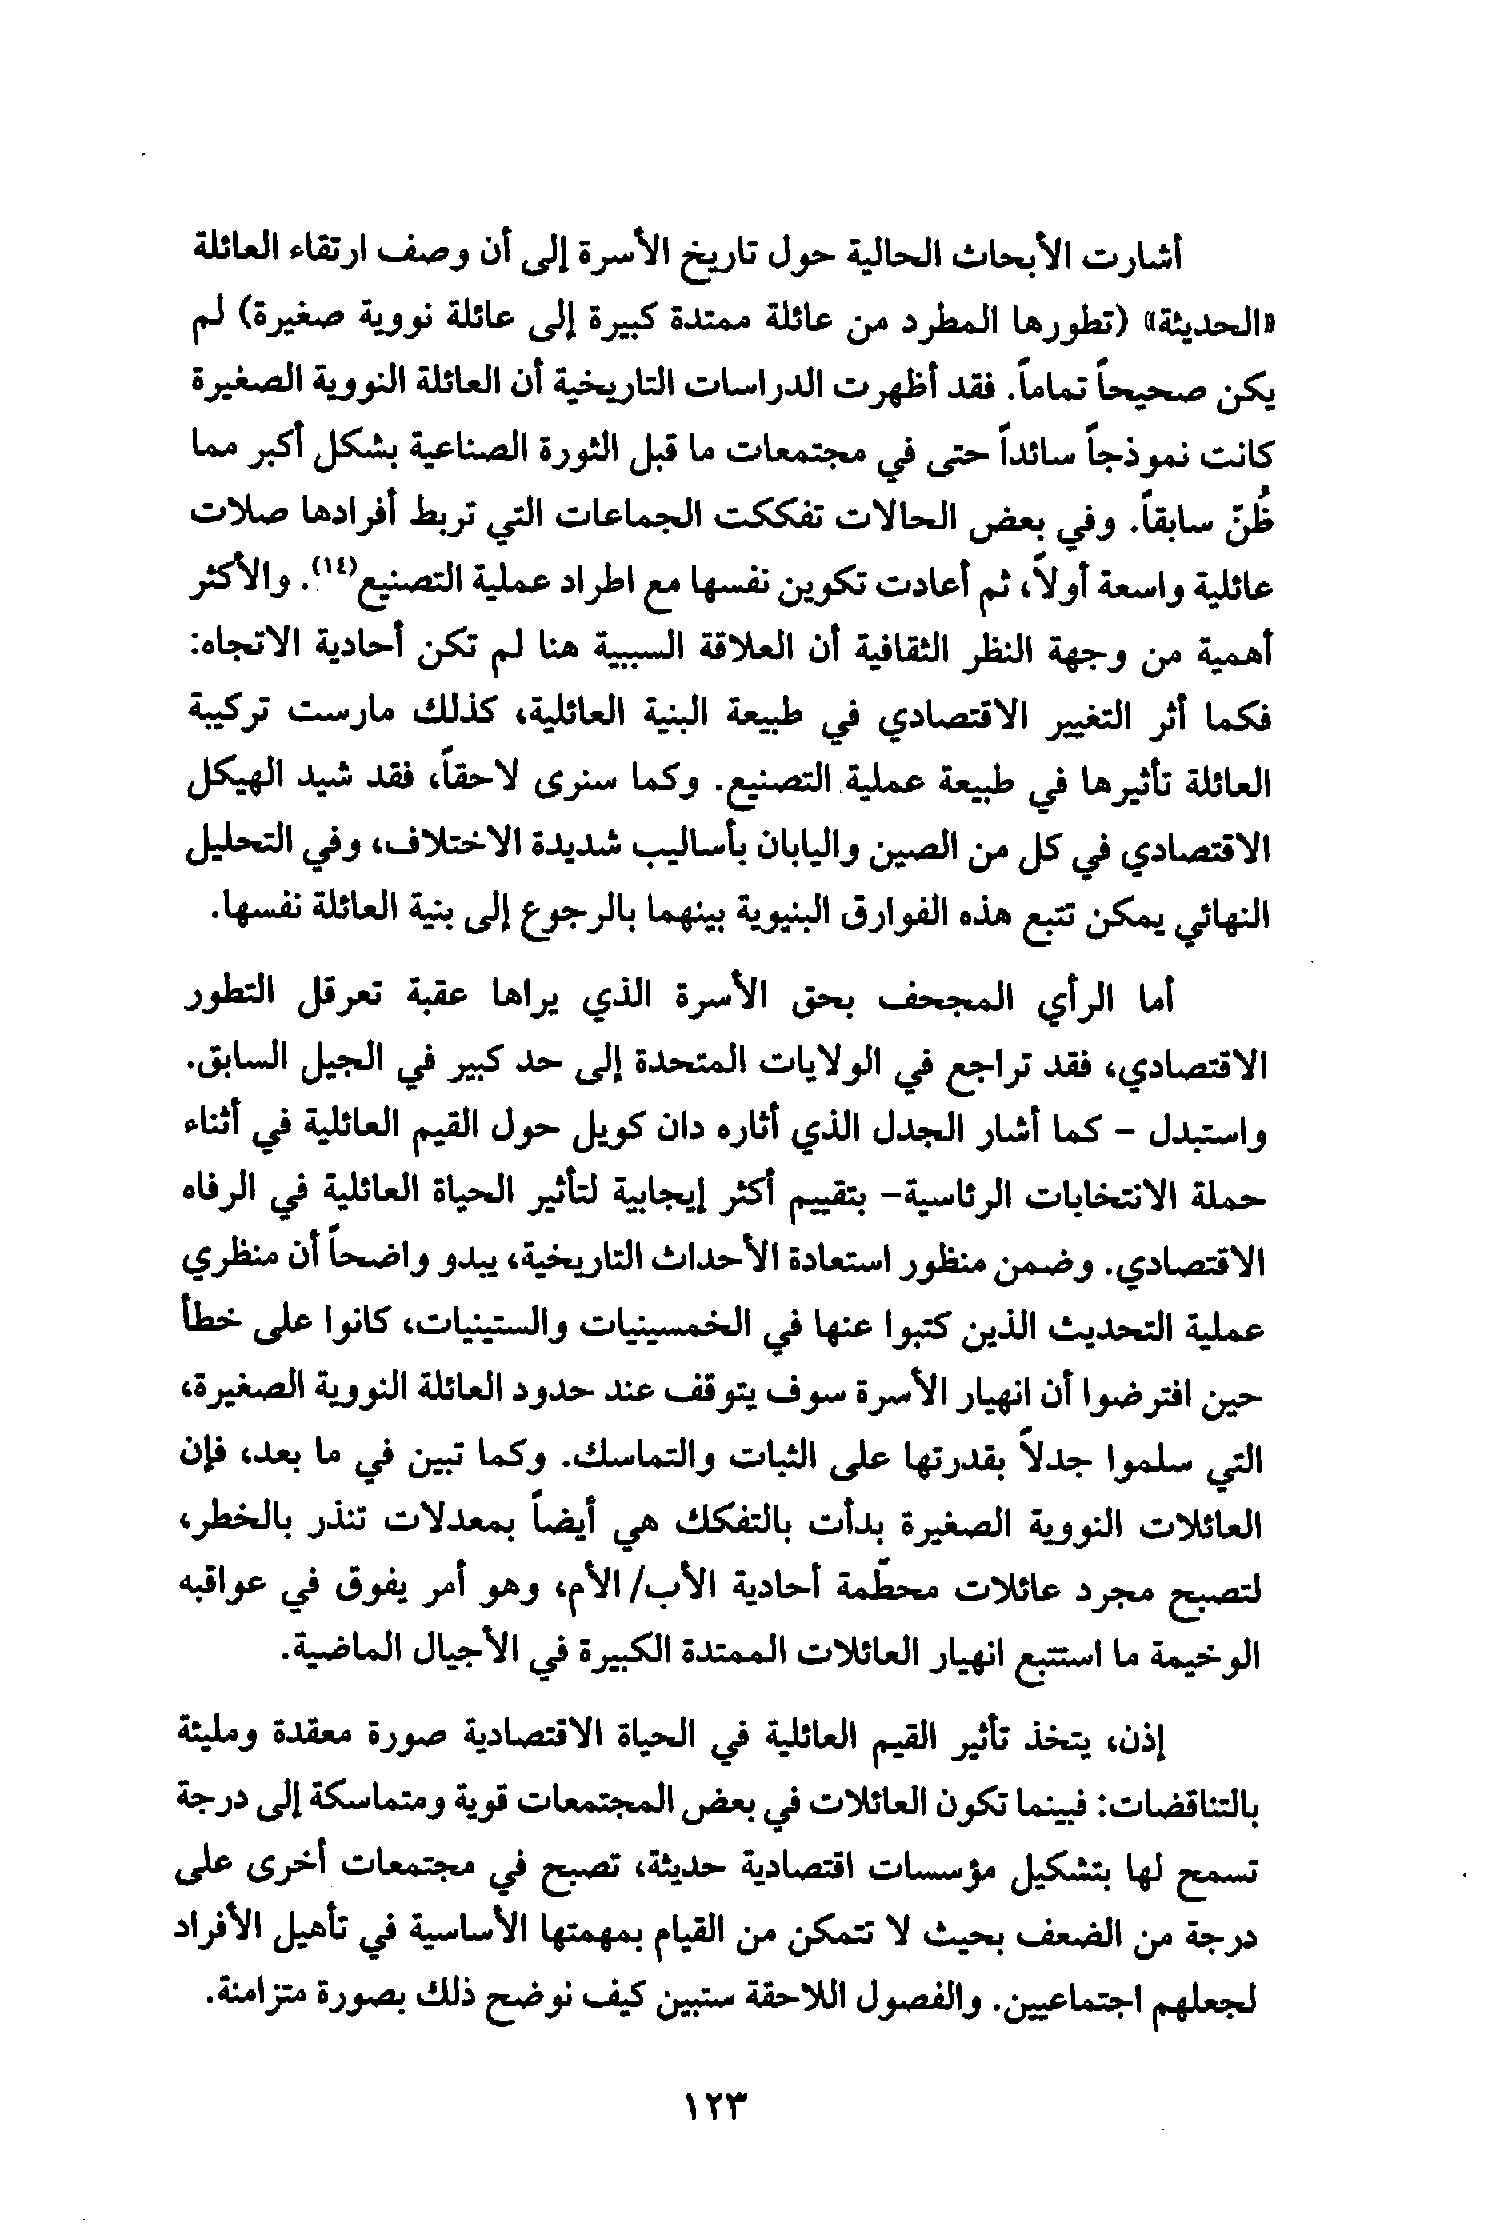 أشارت الأبحاث الحالية حول تاريخ الأسرة إلى أن وصف ارتقاء العائلة
«الحديثة» (تطورها المطرد من عائلة ممتدة كبيرة إلى عائلة نووية صغيرة) لم
يكن صحيحاً تماماً. فقد أظهرت الدراسات التاريخية أن العائلة النووية الصغيرة
كانت نموذجاً سائداً حتى في مجتمعات ما قبل الثورة الصناعية بشكل أكبر مما
ظُنّ سابقاً. وفي بعض الحالات تفككت الجماعات التي تربط أفرادها صلات
عائلية واسعة أولاً، ثم أعادت تكوين نفسها مع اطراد عملية التصنيع(١٤). والأكثر
أهمية من وجهة النظر الثقافية أن العلاقة السببية هنا لم تكن أحادية الاتجاه:
فكما أثر التغيير الاقتصادي في طبيعة البنية العائلية، كذلك مارست تركيبة
العائلة تأثيرها في طبيعة عملية التصنيع. وكما سنرى لاحقاً، فقد شيد الهيكل
الاقتصادي في كل من الصين واليابان بأساليب شديدة الاختلاف، وفي التحليل
النهائي يمكن تتبع هذه الفوارق البنيوية بينهما بالرجوع إلى بنية العائلة نفسها.
أما الرأي المجحف بحق الأسرة الذي يراها عقبة تعرقل التطور
الاقتصادي، فقد تراجع في الولايات المتحدة إلى حد كبير في الجيل السابق.
واستبدل - كما أشار الجدل الذي أثاره دان كويل حول القيم العائلية في أثناء
حملة الانتخابات الرئاسية- بتقييم أكثر إيجابية لتأثير الحياة العائلية في الرفاه
الاقتصادي. وضمن منظور استعادة الأحداث التاريخية، يبدو واضحاً أن منظري
عملية التحديث الذين كتبوا عنها في الخمسينيات والستينيات، كانوا على خطأ
حين افترضوا أن انهيار الأسرة سوف يتوقف عند حدود العائلة النووية الصغيرة،
التي سلموا جدلاً بقدرتها على الثبات والتماسك. وكما تبين في ما بعد، فإن
العائلات النووية الصغيرة بدأت بالتفكك هي أيضاً بمعدلات تنذر بالخطر،
لتصبح مجرد عائلات محطّمة أحادية الأب/الأم، وهو أمر يفوق في عواقبه
الوخيمة ما استتبع انهيار العائلات الممتدة الكبيرة في الأجيال الماضية.
إذن، يتخذ تأثير القيم العائلية في الحياة الاقتصادية صورة معقدة ومليئة
بالتناقضات: فبينما تكون العائلات في بعض المجتمعات قوية ومتماسكة إلى درجة
تسمح لها بتشكيل مؤسسات اقتصادية حديثة، تصبح في مجتمعات أخرى على
درجة من الضعف بحيث لا تتمكن من القيام بمهمتها الأساسية في تأهيل الأفراد
لجعلهم اجتماعيين. والفصول اللاحقة ستبين كيف نوضح ذلك بصورة متزامنة.
١٢٣